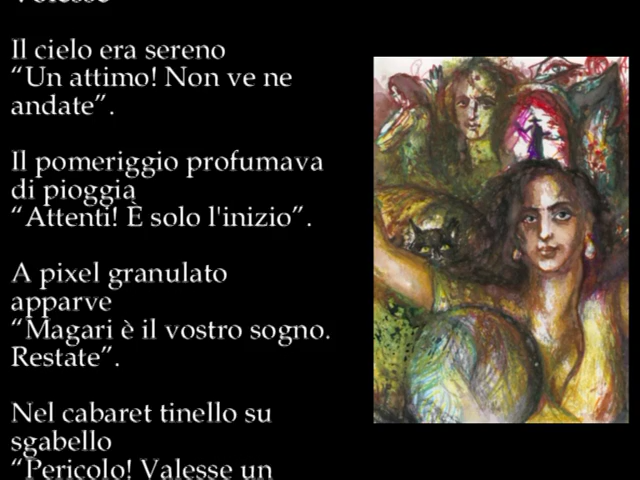 Volesse
Il cielo era sereno
“Un attimo! Non ve ne
andate”.
Il pomeriggio profumava
di pioggia
“Attenti! È solo l'inizio”.
A pixel granulato
apparve
“Magari è il vostro sogno.
Restate”.
Nel cabaret tinello su
sgabello
“Pericolo! Valesse un